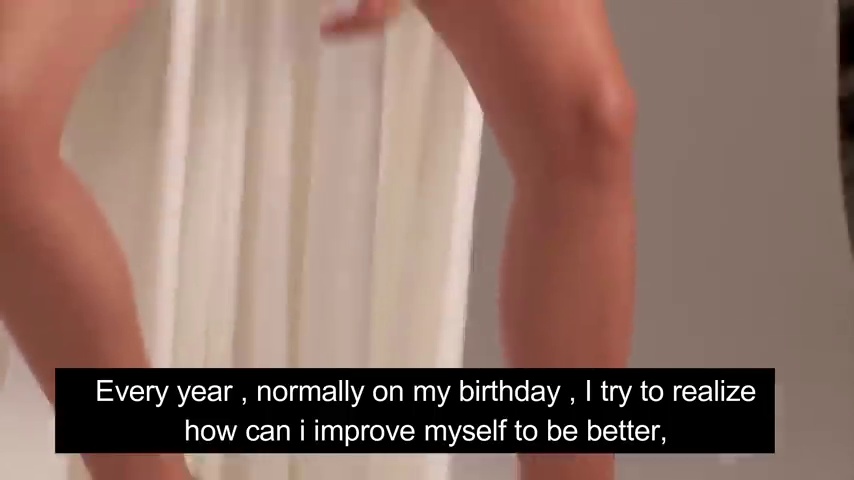 Every year , normally on my birthday , I try to realize
how can i improve myself to be better,